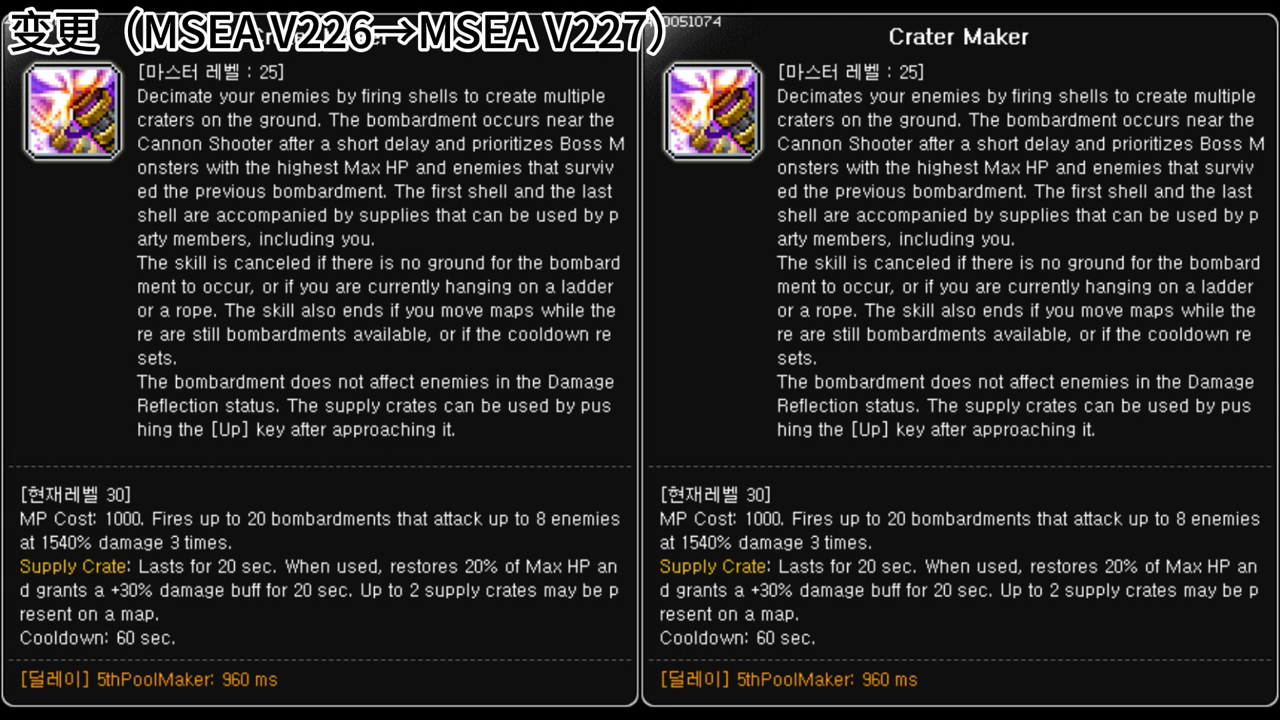 变更（MSEA V226→MSEA V227）
[마스터 레벨 : 25]
Decimate your enemies by firing shells to create multiple
craters on the ground. The bombardment occurs near the
Cannon Shooter after a short delay and prioritizes Boss M
onsters with the highest Max HP and enemies that surviv
ed the previous bombardment. The first shell and the last
shell are accompanied by supplies that can be used by p
arty members, including you.
The skill is canceled if there is no ground for the bombard
ment to occur, or if you are currently hanging on a ladder
or a rope. The skill also ends if you move maps while the
re are still bombardments available, or if the cooldown re
sets.
The bombardment does not affect enemies in the Damage
Reflection status. The supply crates can be used by pus
hing the [Up] key after approaching it.
[현재레벨 30]
MP Cost: 1000. Fires up to 20 bombardments that attack up to 8 enemies
at 1540% damage 3 times.
Supply Crate: Lasts for 20 sec. When used, restores 20% of Max HP an
d grants a +30% damage buff for 20 sec. Up to 2 supply crates may be p
resent on a map.
Cooldown: 60 sec.
[딜레이] 5thPoolMaker: 960 ms
0051074
Crater Maker
[마스터 레벨 : 25]
Decimates your enemies by firing shells to create multiple
craters on the ground. The bombardment occurs near the
Cannon Shooter after a short delay and prioritizes Boss M
onsters with the highest Max HP and enemies that surviv
ed the previous bombardment. The first shell and the last
shell are accompanied by supplies that can be used by p
arty members, including you.
The skill is canceled if there is no ground for the bombard
ment to occur, or if you are currently hanging on a ladder
or a rope. The skill also ends if you move maps while the
re are still bombardments available, or if the cooldown re
sets.
The bombardment does not affect enemies in the Damage
Reflection status. The supply crates can be used by pus
hing the [Up] key after approaching it.
[현재레벨 30]
MP Cost: 1000. Fires up to 20 bombardments that attack up to 8 enemies
at 1540% damage 3 times.
Supply Crate: Lasts for 20 sec. When used, restores 20% of Max HP an
d grants a +30% damage buff for 20 sec. Up to 2 supply crates may be p
resent on a map.
Cooldown: 60 sec.
[딜레이] 5thPoolMaker: 960 ms